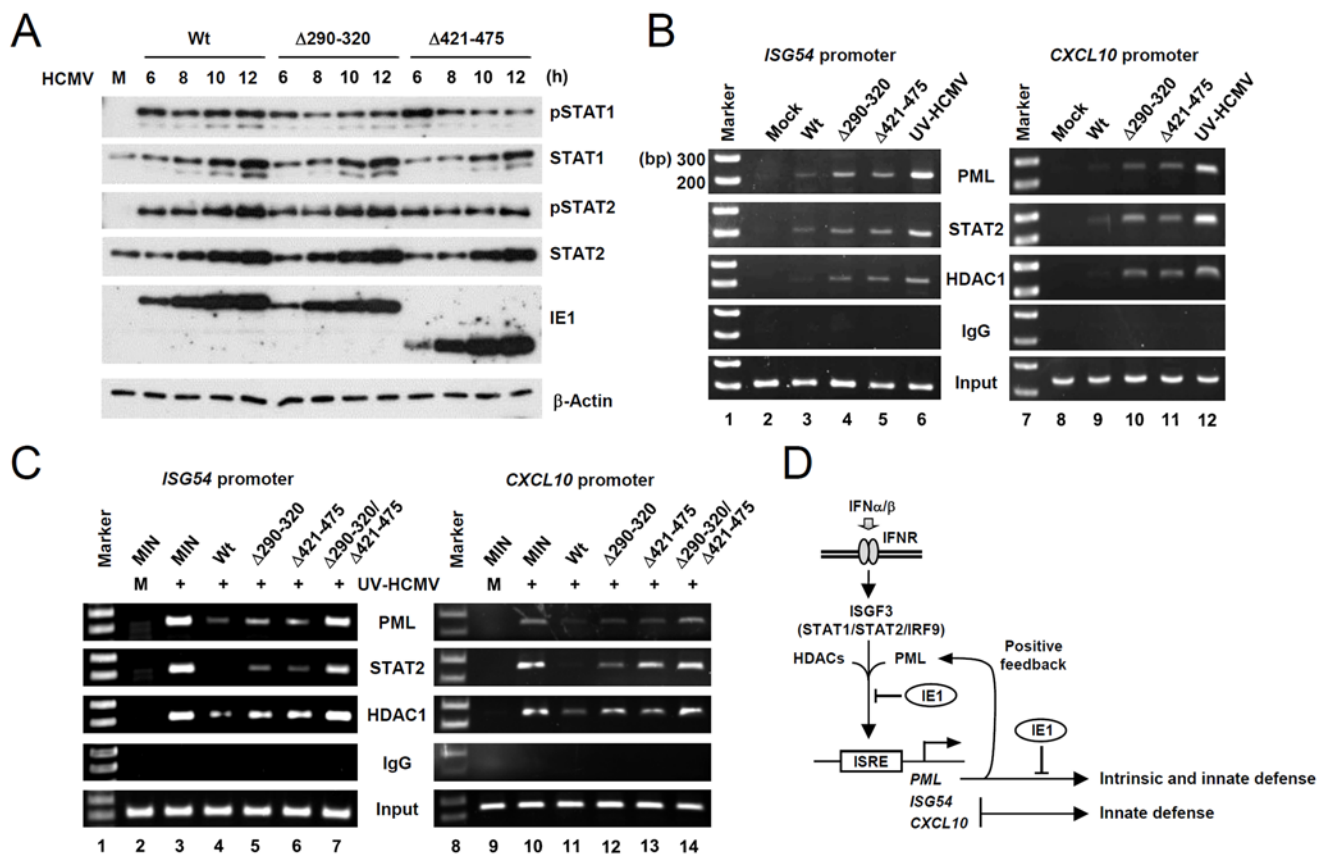 A
Wt Δ290-320 Δ421-475
HCMV M 6 8 10 12 6 8 10 12 6 8 10 12 (h)
pSTAT1
STAT1
pSTAT2
STAT2
IE1
β-Actin
B
ISG54 promoter CXCL10 promoter
Marker Mock Wt Δ290-320 Δ421-475 UV-HCMV Marker Mock Wt Δ290-320 Δ421-475 UV-HCMV
(bp) 300
200
PML
STAT2
HDAC1
IgG
Input
1 2 3 4 5 6 7 8 9 10 11 12
C
ISG54 promoter CXCL10 promoter
Marker MIN MIN Wt Δ290-320 Δ421-475 Δ290-320/Δ421-475 Marker MIN MIN Wt Δ290-320 Δ421-475 Δ290-320/Δ421-475
M + + + + + UV-HCMV M + + + + +
PML
STAT2
HDAC1
IgG
Input
1 2 3 4 5 6 7 8 9 10 11 12 13 14
D
IFNα/β
IFNR
ISGF3
(STAT1/STAT2/IRF9)
HDACs PML
Positive
feedback
IE1
IE1
ISRE
PML
Intrinsic and innate defense
ISG54
CXCL10
Innate defense